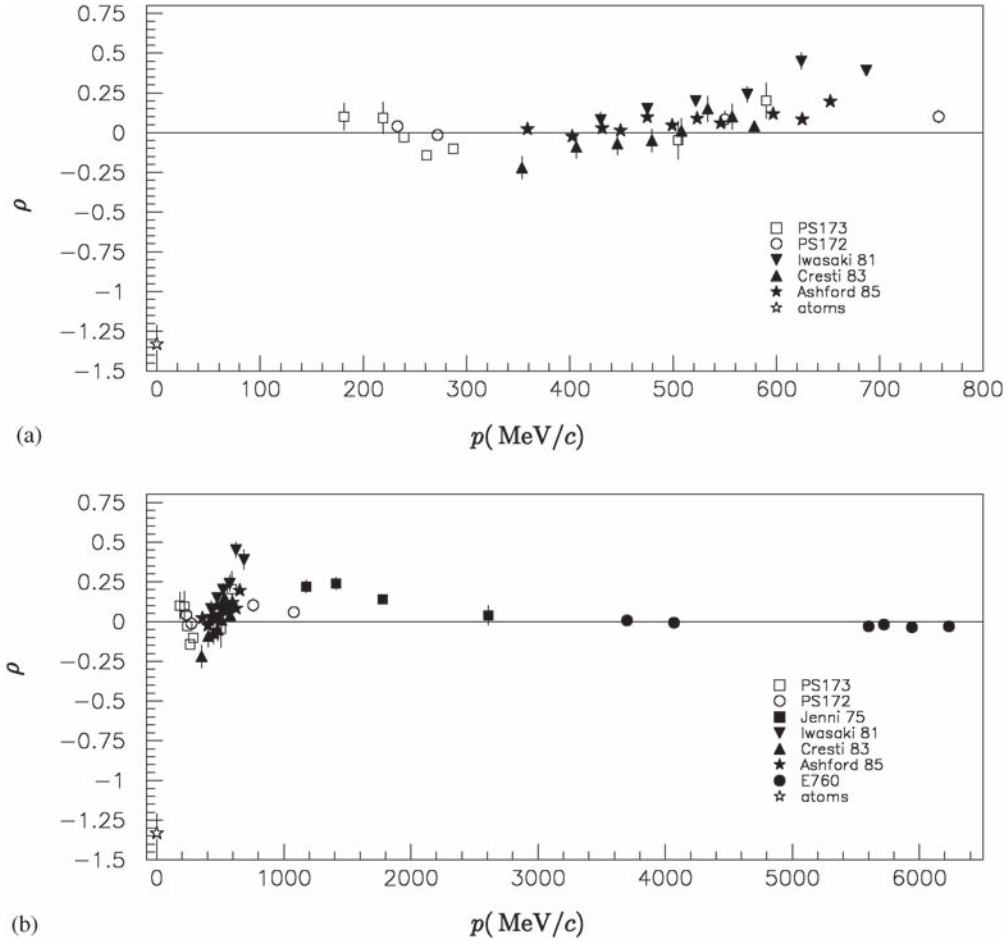 0.75
0.5
0.25
0
−0.25
−0.5
−0.75
−1
−1.25
−1.5
ρ
PS173
PS172
Iwasaki 81
Cresti 83
Ashford 85
atoms
0 100 200 300 400 500 600 700 800
(a)
p( MeV/c)
0.75
0.5
0.25
0
−0.25
−0.5
−0.75
−1
−1.25
−1.5
ρ
PS173
PS172
Jenni 75
Iwasaki 81
Cresti 83
Ashford 85
E760
atoms
0 1000 2000 3000 4000 5000 6000
(b)
p( MeV/c)